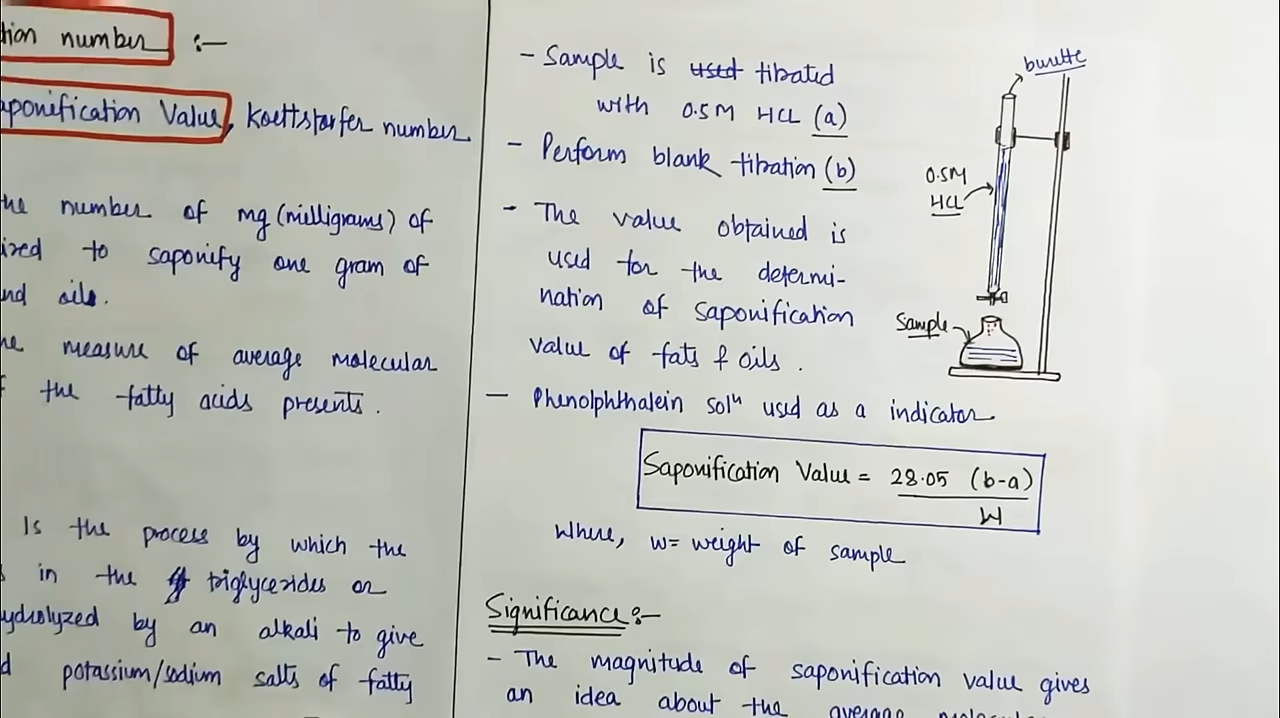 tion number :-
aponification Value, Koettstorfer number
he number of mg (milligrams) of
ired to saponify one gram of
nd oils.
he measure of average molecular
f the fatty acids presents.
Is the process by which the
s in the triglycerides or
ydrolyzed by an alkali to give
d potassium/sodium salts of fatty
- Sample is used titrated
with 0.5M HCL (a)
- Perform blank titration (b)
- The value obtained is
used for the determi-
nation of saponification
value of fats & oils.
- Phenolphthalein solⁿ used as a indicator
burette
0.5M
HCL
Sample
Saponification Value = 28.05 (b-a)
W
Where, w= weight of sample
Significance:-
- The magnitude of saponification value gives
an idea about the average